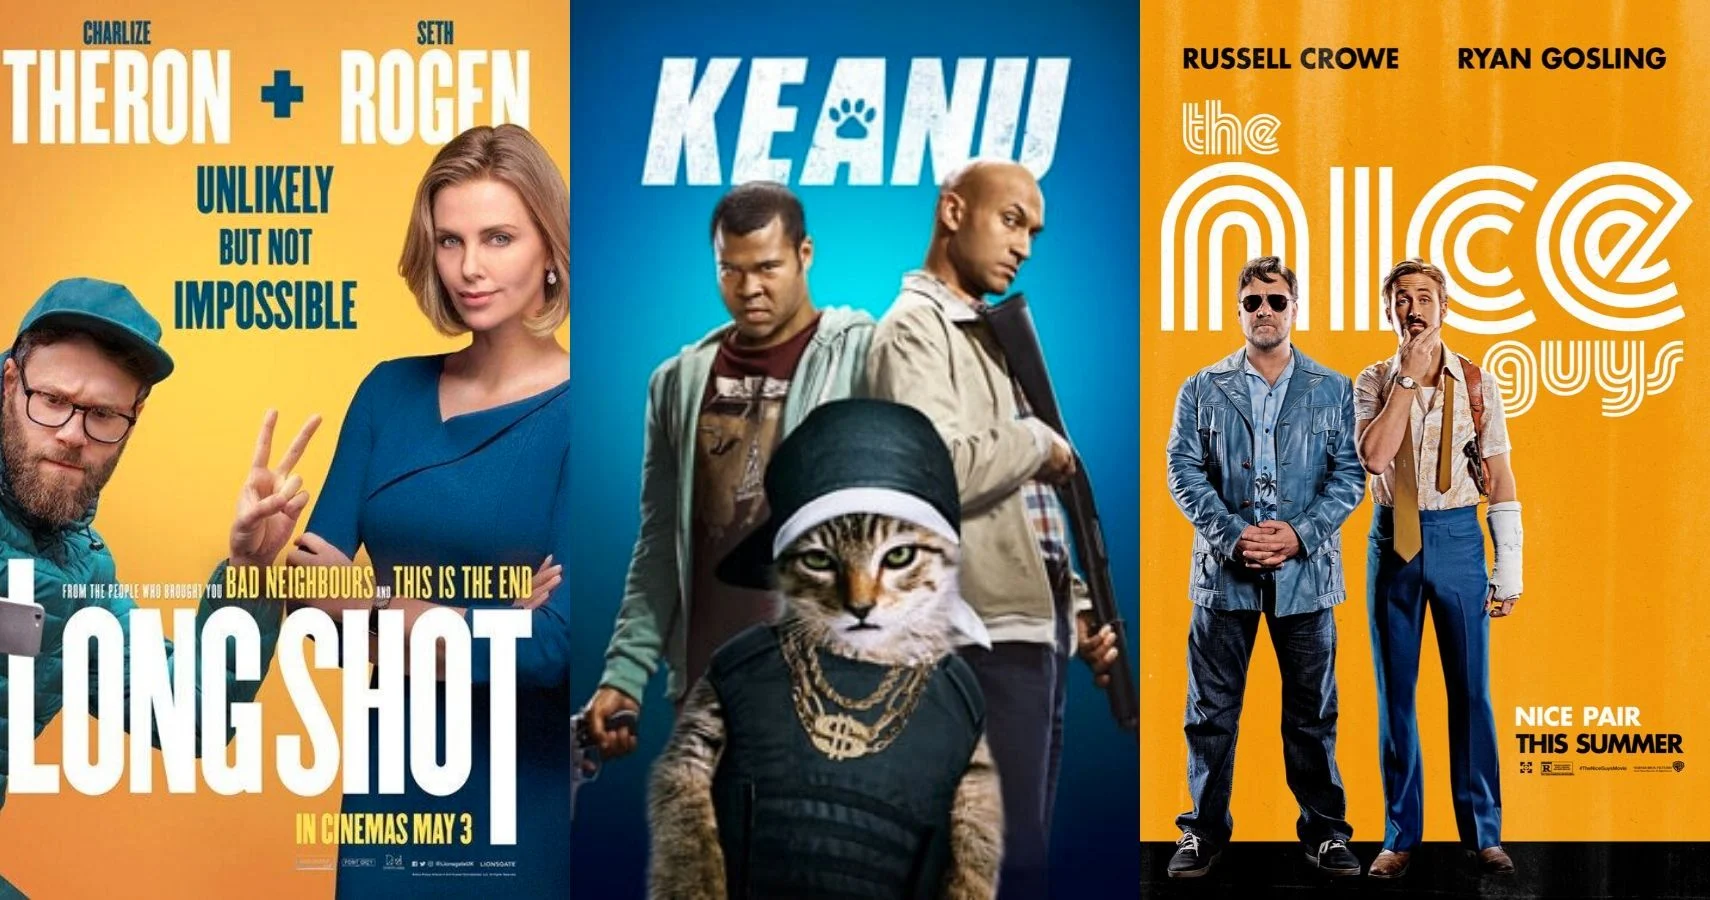 CHARLIZE
THERON
+
SETH
ROGEN
UNLIKELY
BUT NOT
IMPOSSIBLE
FROM THE PEOPLE WHO BROUGHT YOU BAD NEIGHBOURS AND THIS IS THE END
LONG SHOT
IN CINEMAS MAY 3
@LionsgateUK LIONSGATE
KEANU
$
RUSSELL CROWE RYAN GOSLING
the
nice
guys
NICE PAIR
THIS SUMMER
R
#TheNiceGuysMovie